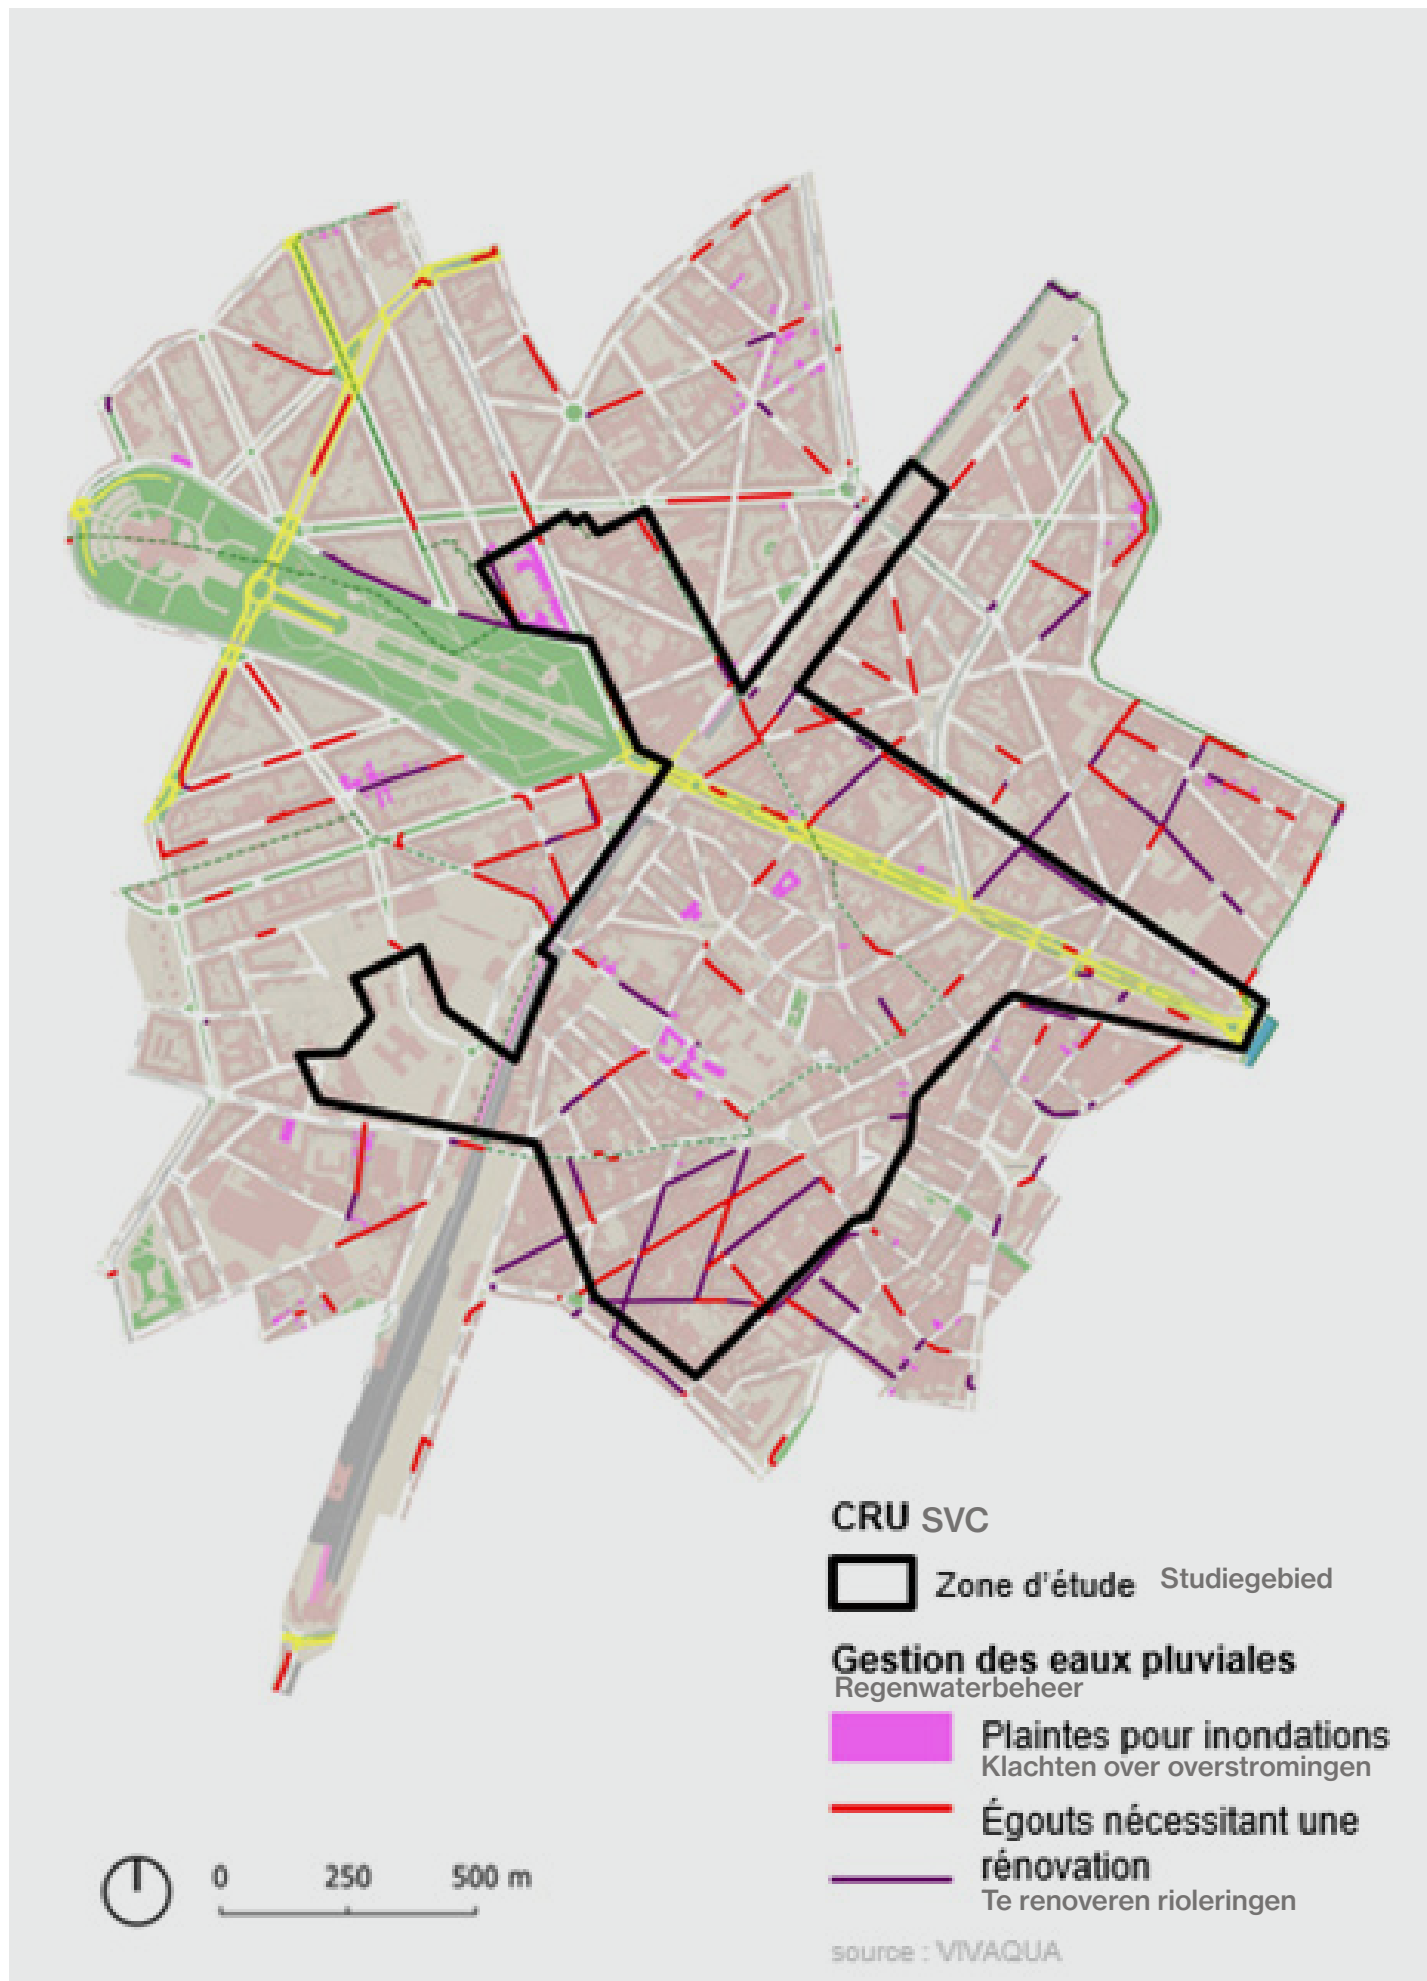 CRU SVC
Zone d'étude Studiegebied
Gestion des eaux pluviales
Regenwaterbeheer
Plaintes pour inondations
Klachten over overstromingen
Égouts nécessitant une
rénovation
Te renoveren rioleringen
0 250 500 m
source : VIVAQUA